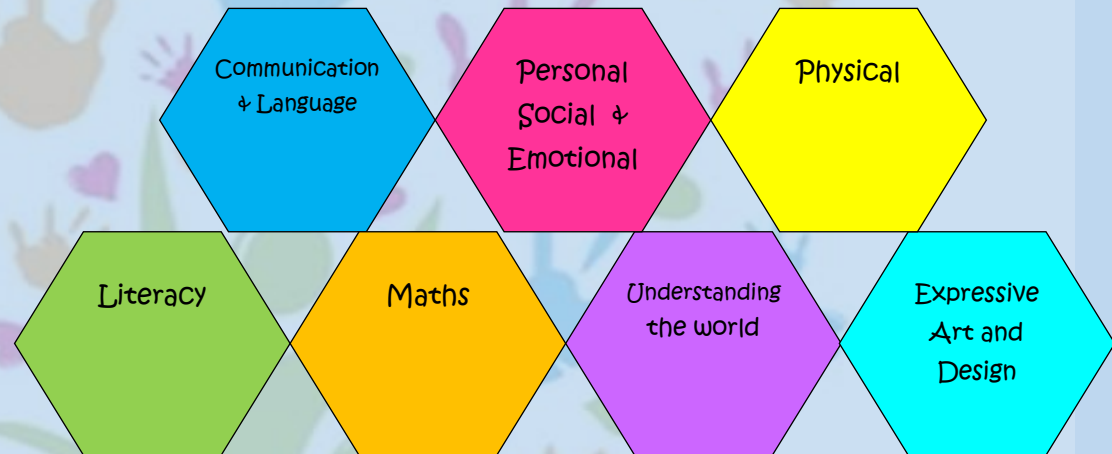 Communication
& Language
Personal
Social & 
Emotional
Physical
Literacy
Maths
Understanding
the world
Expressive
Art and
Design